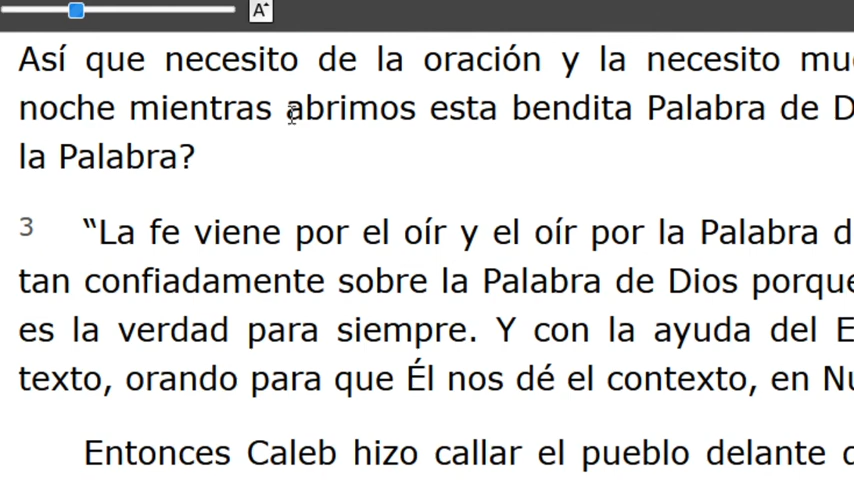 A
Así que necesito de la oración y la necesito
noche mientras abrimos esta bendita Palabra de
la Palabra?
3 “La fe viene por el oír y el oír por la Palabra
tan confiadamente sobre la Palabra de Dios porque
es la verdad para siempre. Y con la ayuda del
texto, orando para que Él nos dé el contexto, en
Entonces Caleb hizo callar el pueblo delante